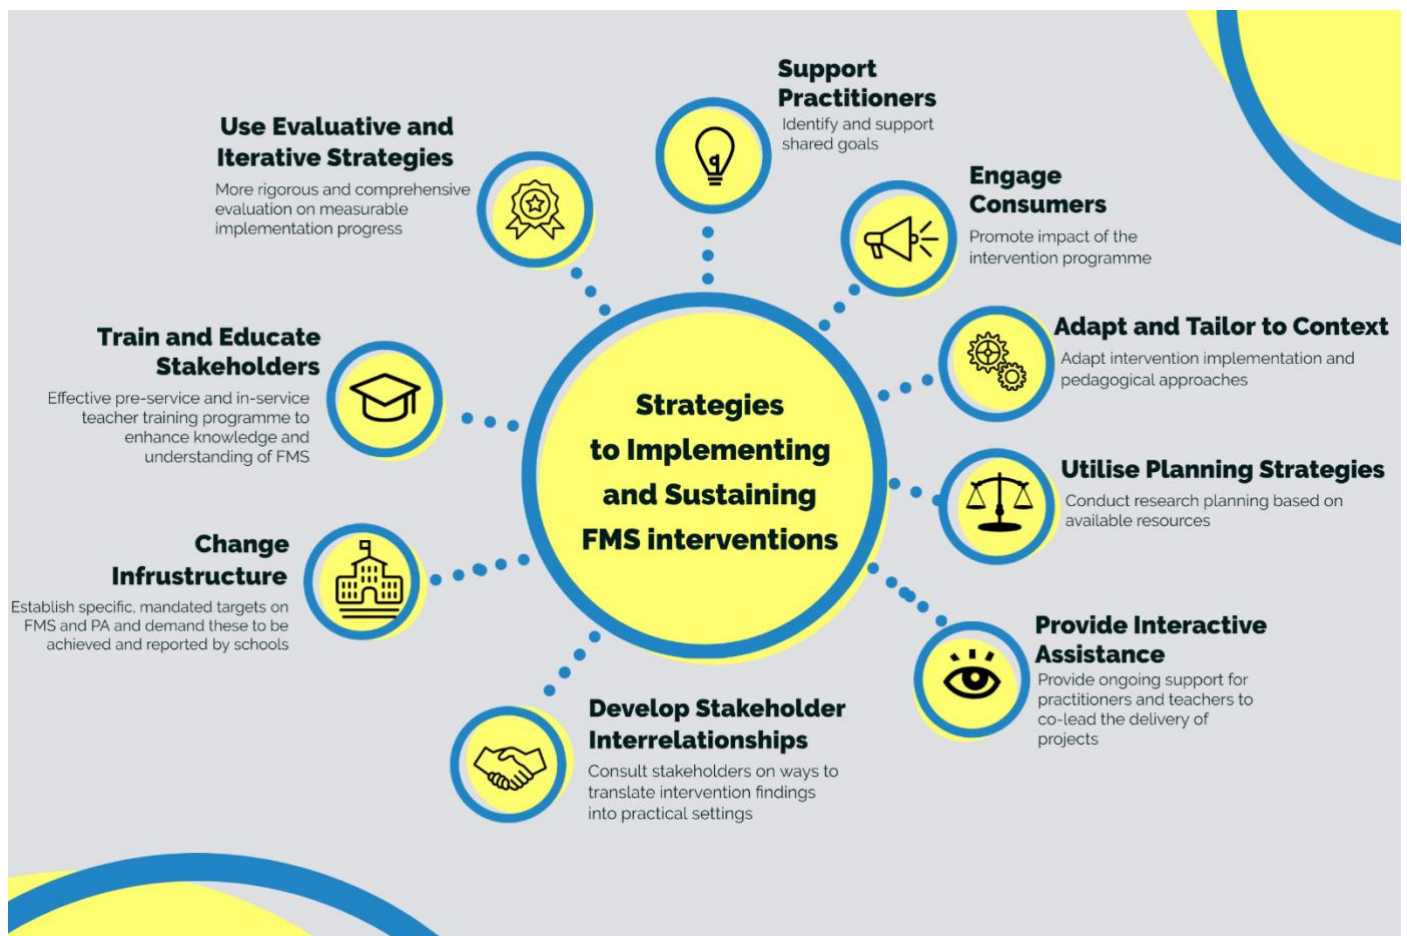 Support
Practitioners
Identify and support
shared goals
Use Evaluative and
Iterative Strategies
More rigorous and comprehensive
evaluation on measurable
implementation progress
Engage
Consumers
Promote impact of the
intervention programme
Adapt and Tailor to Context
Adapt intervention implementation and
pedagogical approaches
Train and Educate
Stakeholders
Effective pre-service and in-service
teacher training programme to
enhance knowledge and
understanding of FMS
Strategies
to Implementing
and Sustaining
FMS interventions
Utilise Planning Strategies
Conduct research planning based on
available resources
Change
Infrustructure
Establish specific, mandated targets on
FMS and PA and demand these to be
achieved and reported by schools
Provide Interactive
Assistance
Provide ongoing support for
practitioners and teachers to
co-lead the delivery of
projects
Develop Stakeholder
Interrelationships
Consult stakeholders on ways to
translate intervention findings
into practical settings